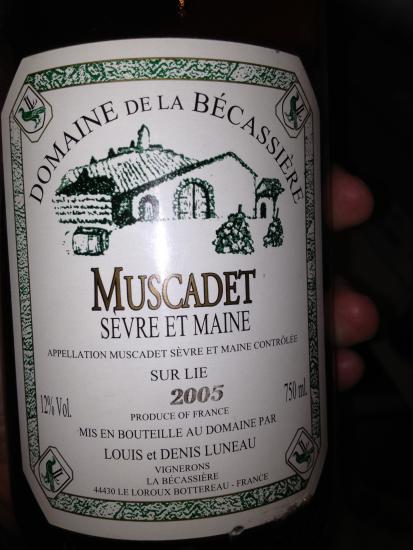 DOMAINE DE LA BÉCASSIÈRE
MUSCADET
SÈVRE ET MAINE
APPELLATION MUSCADET SÈVRE ET MAINE CONTRÔLÉE
SUR LIE
12% Vol. 2005 750 ml.
PRODUCE OF FRANCE
MIS EN BOUTEILLE AU DOMAINE PAR
LOUIS ET DENIS LUNEAU
VIGNERONS
LA BÉCASSIÈRE
44430 LE LOROUX BOTTEREAU - FRANCE